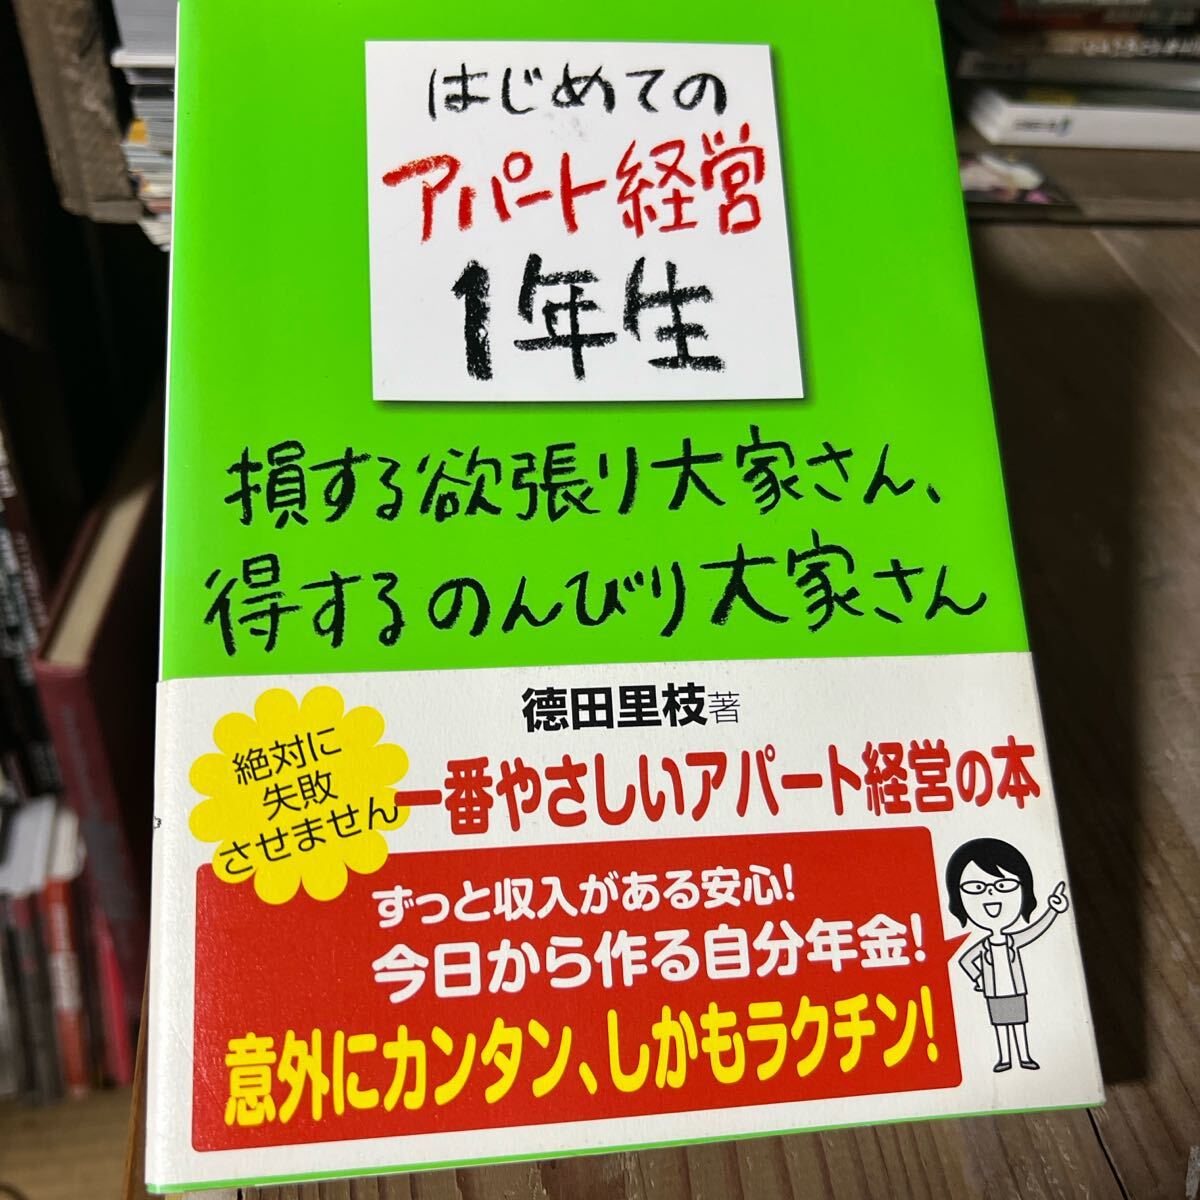 はじめての
アパート経営
1年生
損する欲張り大家さん、
得するのんびり大家さん
徳田里枝著
絶対に
失敗
させません
一番やさしいアパート経営の本
ずっと収入がある安心!
今日から作る自分年金!
意外にカンタン、しかもラクチン!